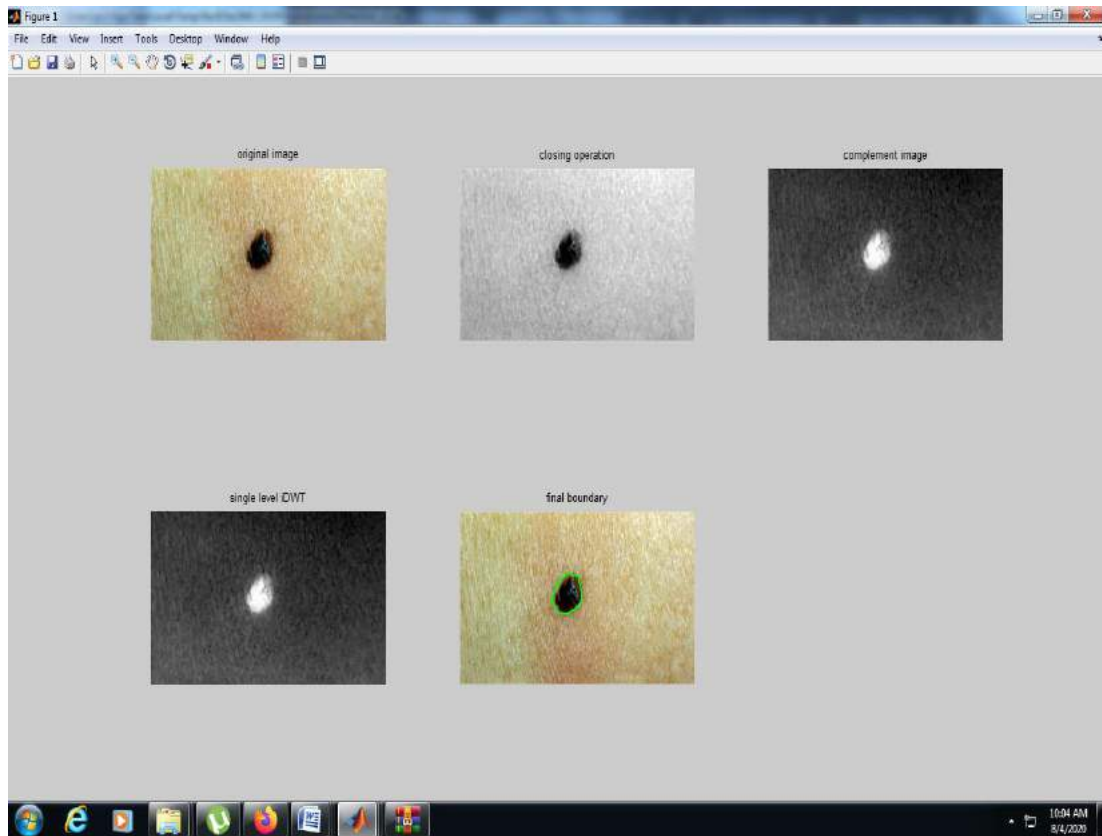 Figure 1
File Edit View Insert Tools Desktop Window Help
original image
closing operation
complement image
single level iDWT
final boundary
10:04 AM
8/4/2020